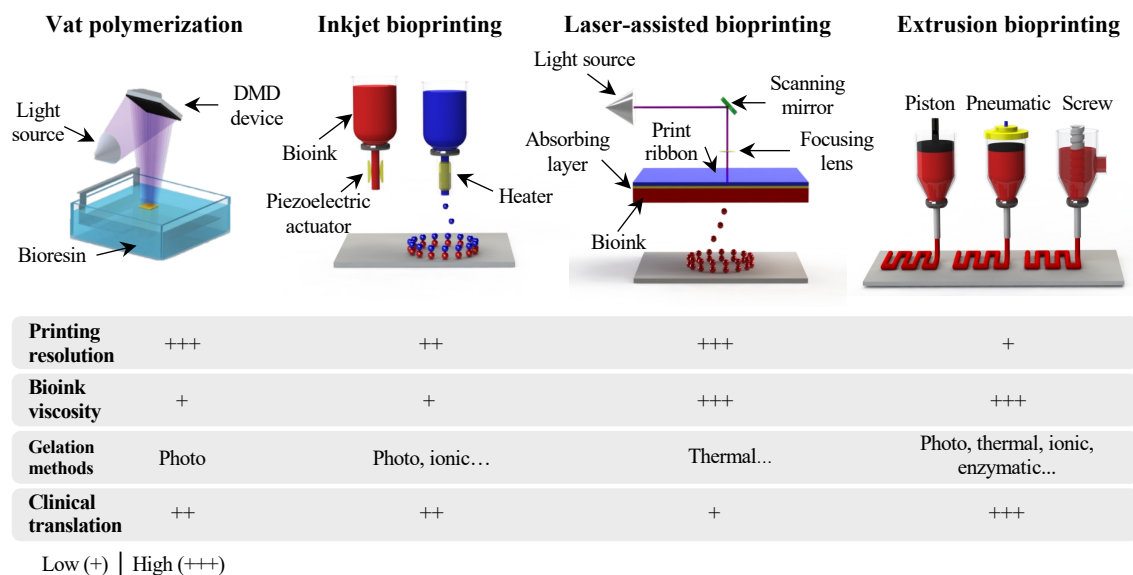 Vat polymerization
Inkjet bioprinting
Laser-assisted bioprinting
Extrusion bioprinting
Light
source
DMD
device
Bioresin
Bioink
Piezoelectric
actuator
Heater
Light source
Scanning
mirror
Absorbing
layer
Print
ribbon
Focusing
lens
Bioink
Piston
Pneumatic
Screw
Printing
resolution
+++
++
+++
+
Bioink
viscosity
+
+
+++
+++
Gelation
methods
Photo
Photo, ionic…
Thermal...
Photo, thermal, ionic,
enzymatic...
Clinical
translation
++
++
+
+++
Low (+) | High (+++)